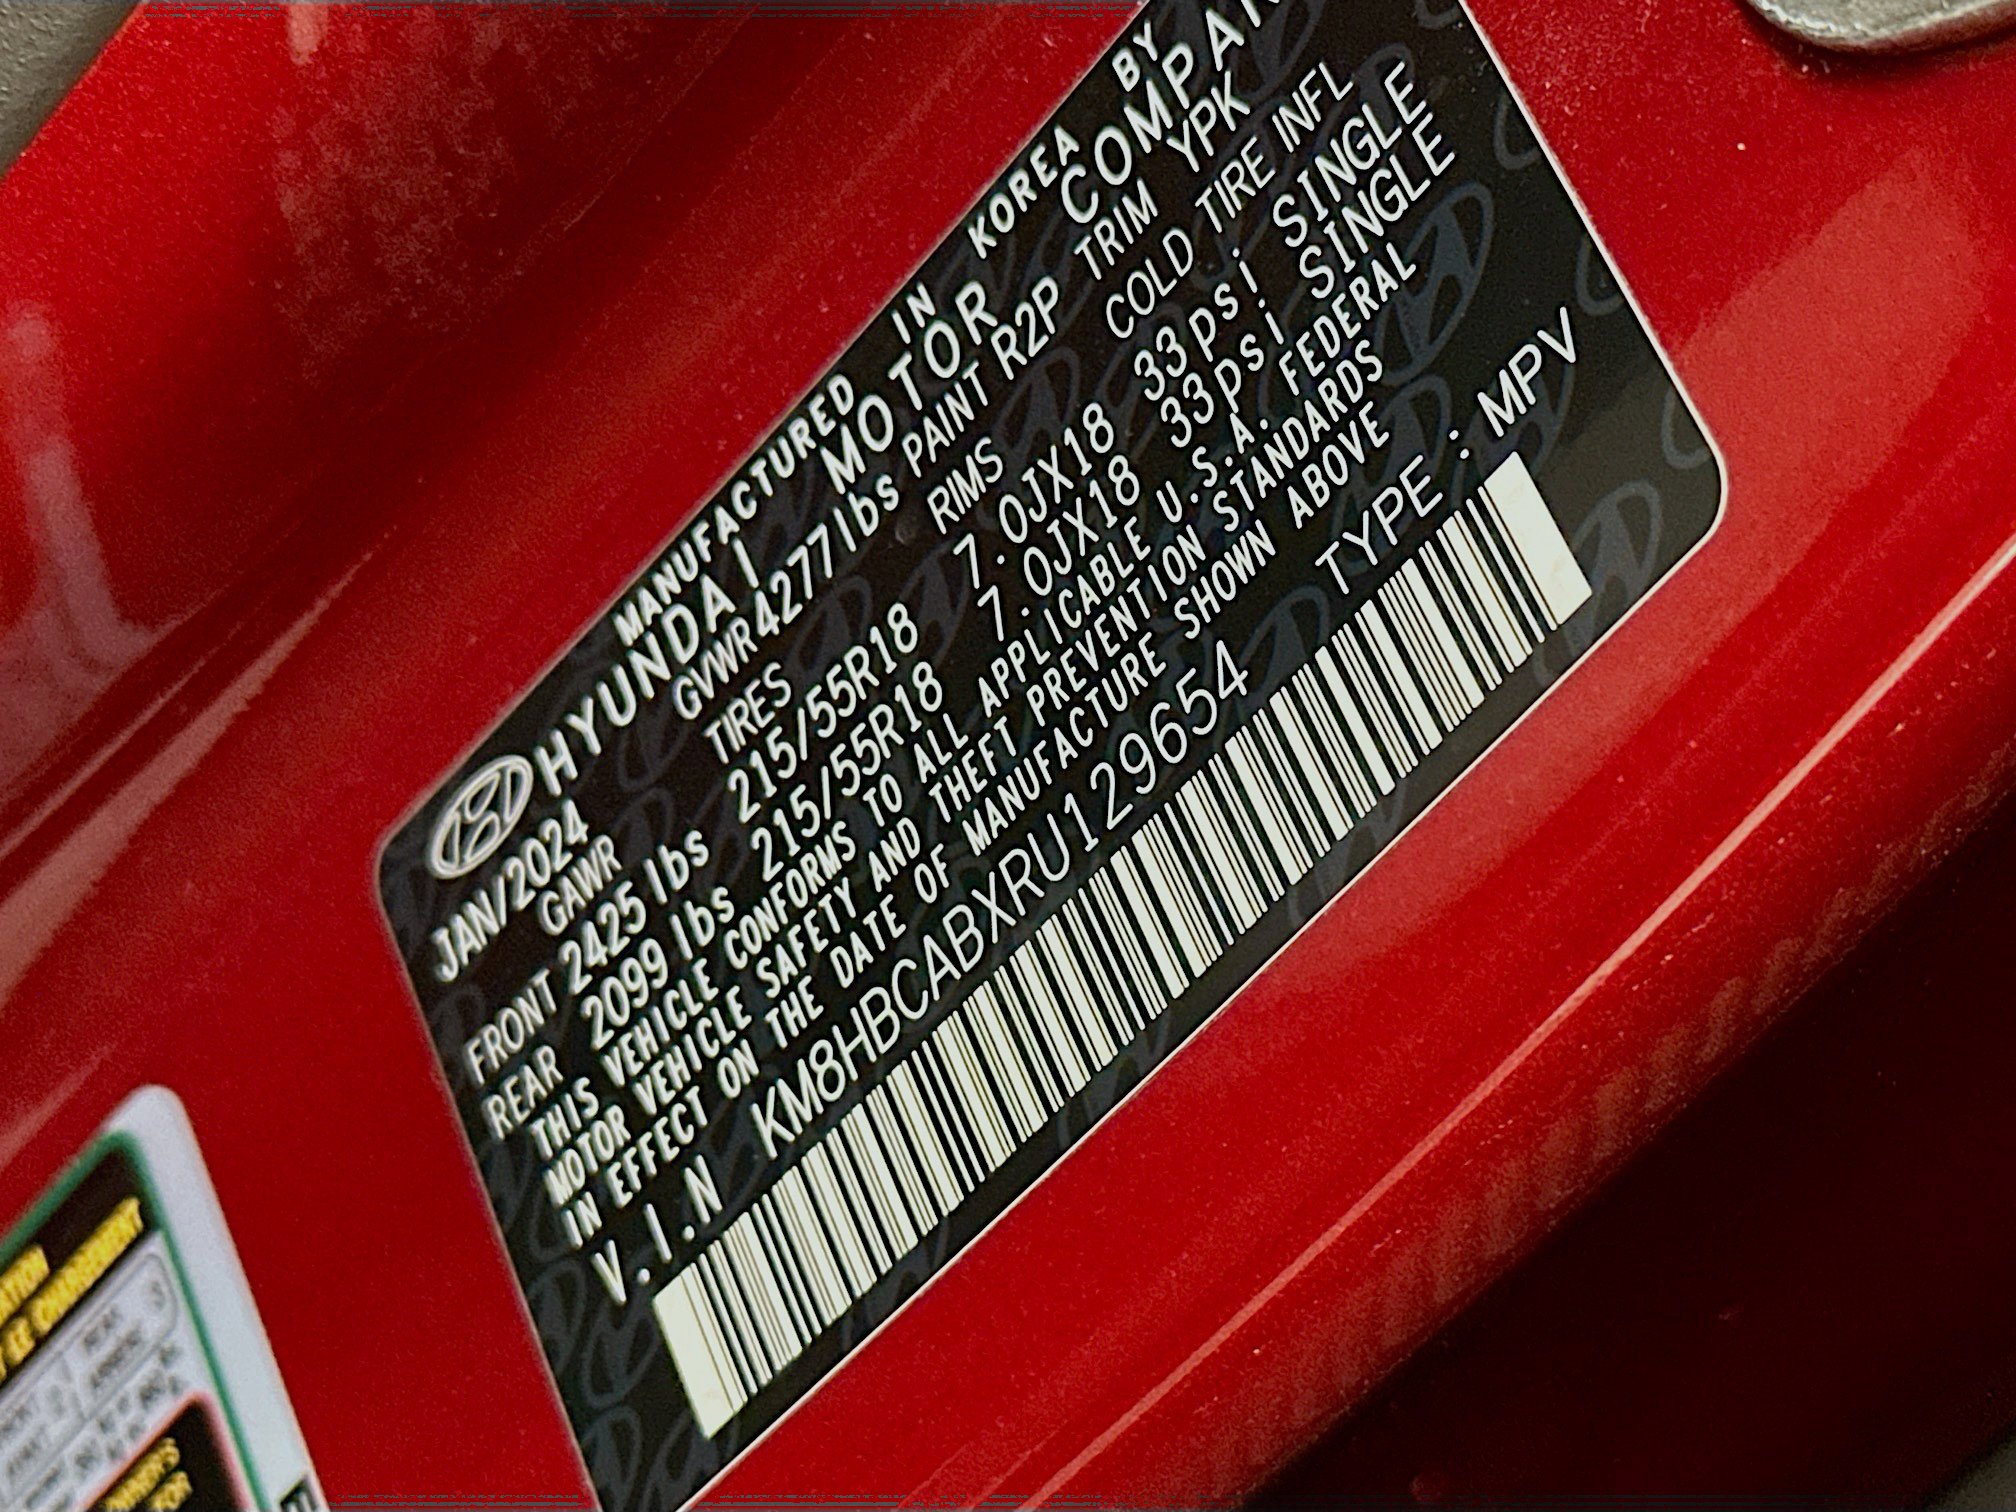 MANUFACTURED IN KOREA BY
HYUNDAI MOTOR COMPAN
JAN/2024 GVWR 4277lbs PAINT R2P TRIM YPK
GAWR TIRES RIMS COLD TIRE INFL
FRONT 2425 lbs 215/55R18 7.0JX18 33psi SINGLE
REAR 2099 lbs 215/55R18 7.0JX18 33psi SINGLE
THIS VEHICLE CONFORMS TO ALL APPLICABLE U.S.A. FEDERAL
MOTOR VEHICLE SAFETY AND THEFT PREVENTION STANDARDS
IN EFFECT ON THE DATE OF MANUFACTURE SHOWN ABOVE
V.I.N KM8HBCABXRU129654 TYPE : MPV
LE CHARGEMENT